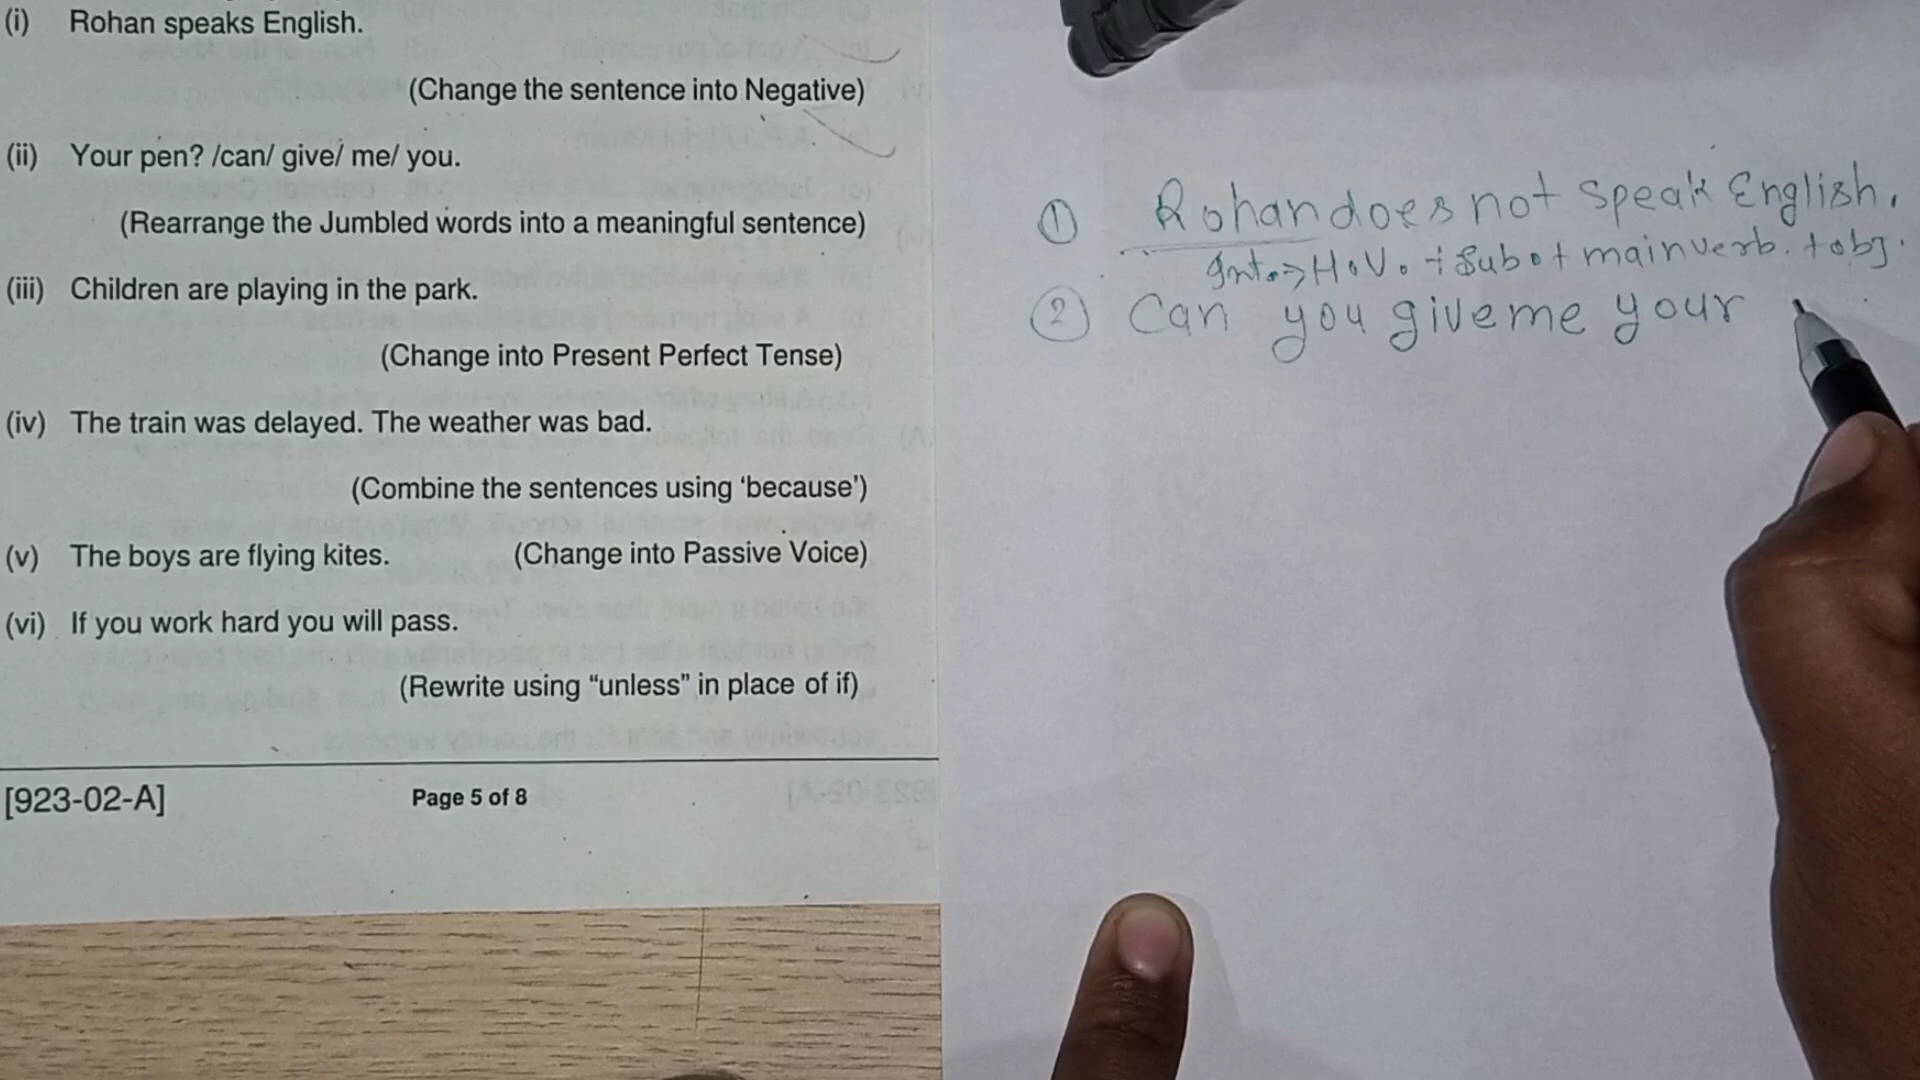 (i) Rohan speaks English.
(Change the sentence into Negative)
(ii) Your pen? /can/ give/ me/ you.
(Rearrange the Jumbled words into a meaningful sentence)
(iii) Children are playing in the park.
(Change into Present Perfect Tense)
(iv) The train was delayed. The weather was bad.
(Combine the sentences using ‘because’)
(v) The boys are flying kites. (Change into Passive Voice)
(vi) If you work hard you will pass.
(Rewrite using “unless” in place of if)
[923-02-A] Page 5 of 8
① Rohan does not speak English.
Int. => H.V. + Sub. + main verb. + obj.
② Can you give me your